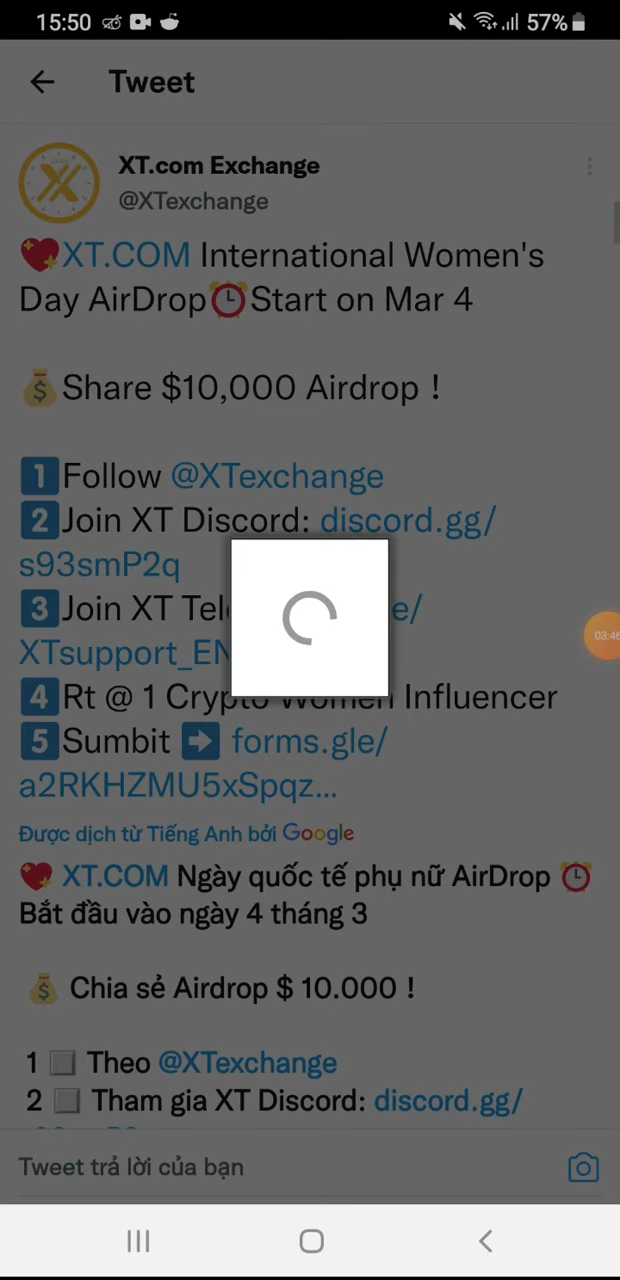 15:50
57%
Tweet
XT.com Exchange
@XTexchange
XT.COM International Women's
Day AirDrop Start on Mar 4
Share $10,000 Airdrop !
1 Follow @XTexchange
2 Join XT Discord: discord.gg/
s93smP2q
3 Join XT e/
XTsupport_EN
4 Rt @ 1 Crypto Women Influencer
5 Sumbit forms.gle/
a2RKHZMU5xSpqz...
03:46
Được dịch từ Tiếng Anh bởi Google
XT.COM Ngày quốc tế phụ nữ AirDrop
Bắt đầu vào ngày 4 tháng 3
Chia sẻ Airdrop $ 10.000 !
1 Theo @XTexchange
2 Tham gia XT Discord: discord.gg/
Tweet trả lời của bạn